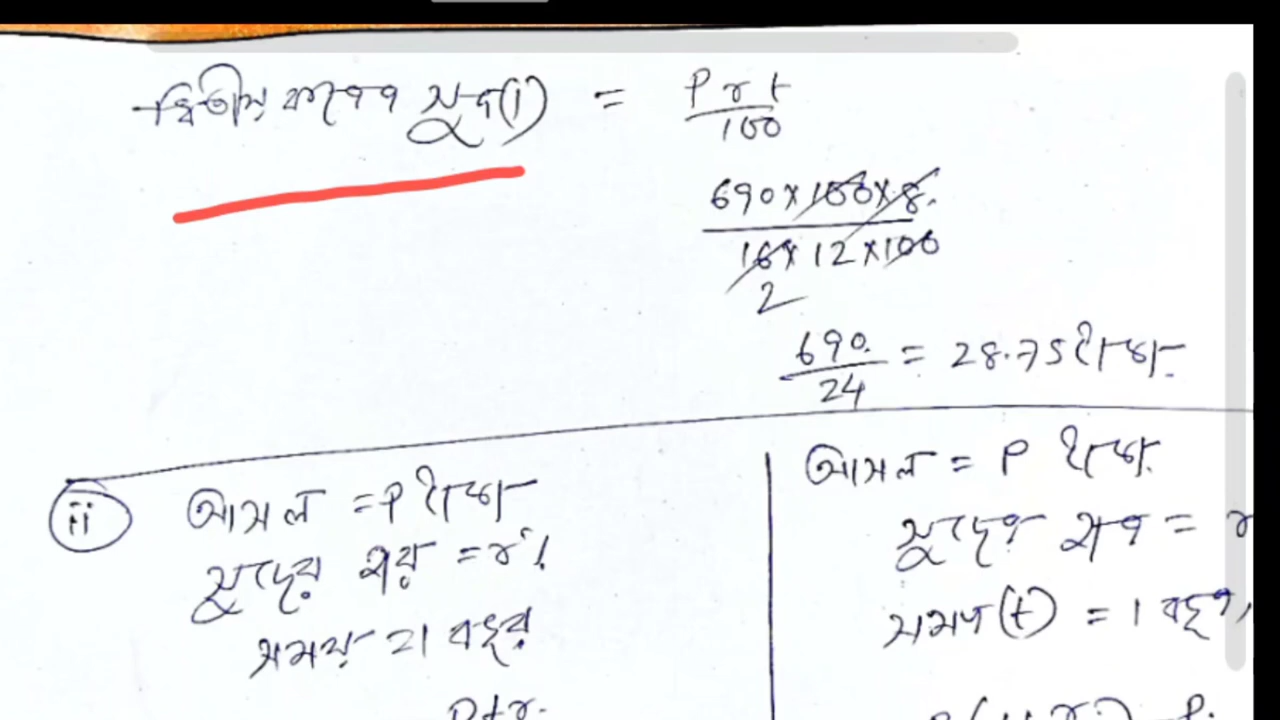 দ্বিতীয় ক্ষেত্রে সুদ(I) = Prt/100
690×100×8/16×12×100
2
690/24 = 28.75 টাকা
ii আসল = P টাকা
সুদের হার = r%
সময় = 1 বছর
আসল = P টাকা
সুদের হার = r
সময় (t) = 1 বছর,